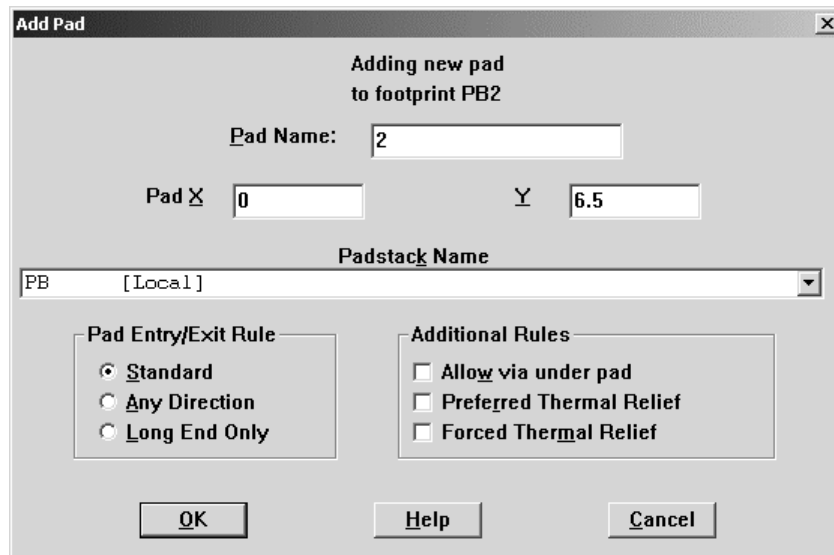 Add Pad
Adding new pad
to footprint PB2
Pad Name: 2
Pad X 0 Y 6.5
Padstack Name
PB [Local]
Pad Entry/Exit Rule
Standard
Any Direction
Long End Only
Additional Rules
Allow via under pad
Preferred Thermal Relief
Forced Thermal Relief
OK Help Cancel